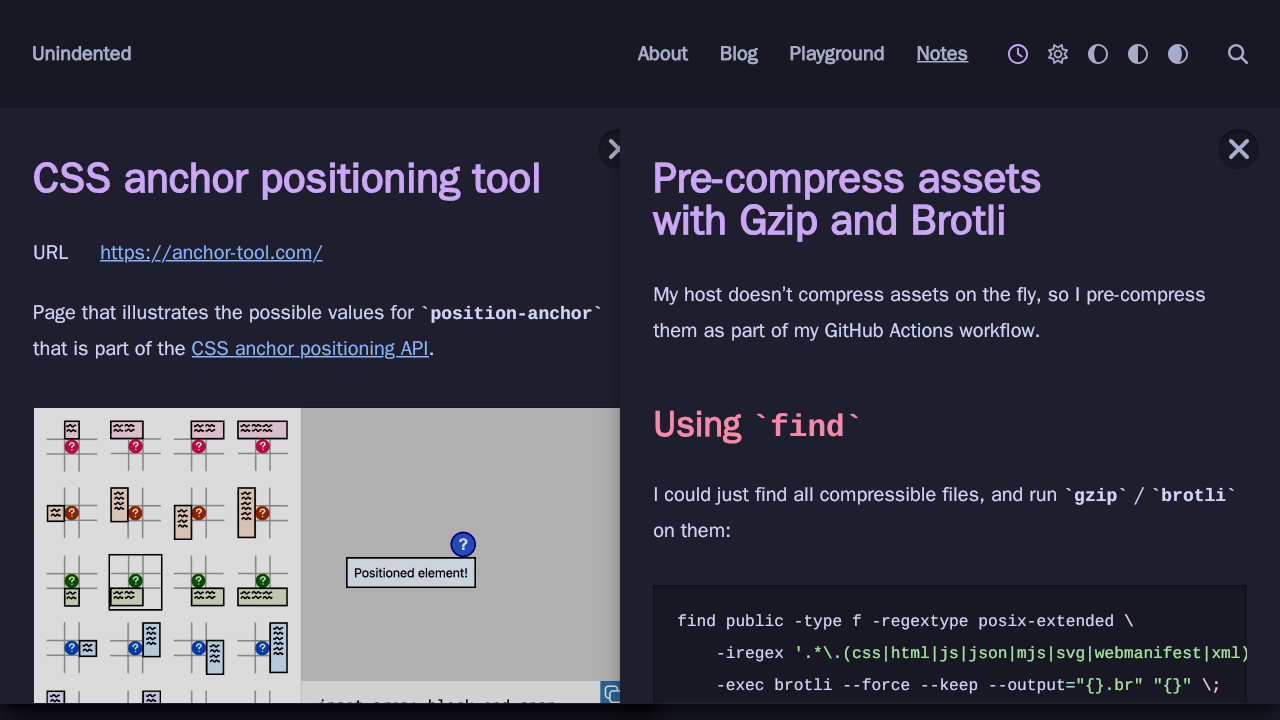 Unindented
About
Blog
Playground
Notes
CSS anchor positioning tool
URL
https://anchor-tool.com/
Page that illustrates the possible values for `position-anchor`
that is part of the CSS anchor positioning API.
?
Positioned element!
Pre-compress assets
with Gzip and Brotli
My host doesn’t compress assets on the fly, so I pre-compress
them as part of my GitHub Actions workflow.
Using `find`
I could just find all compressible files, and run `gzip` / `brotli`
on them:
find public -type f -regextype posix-extended \
-iregex '.*\.(css|html|js|json|mjs|svg|webmanifest|xml)
-exec brotli --force --keep --output="{}.br" "{}" \;